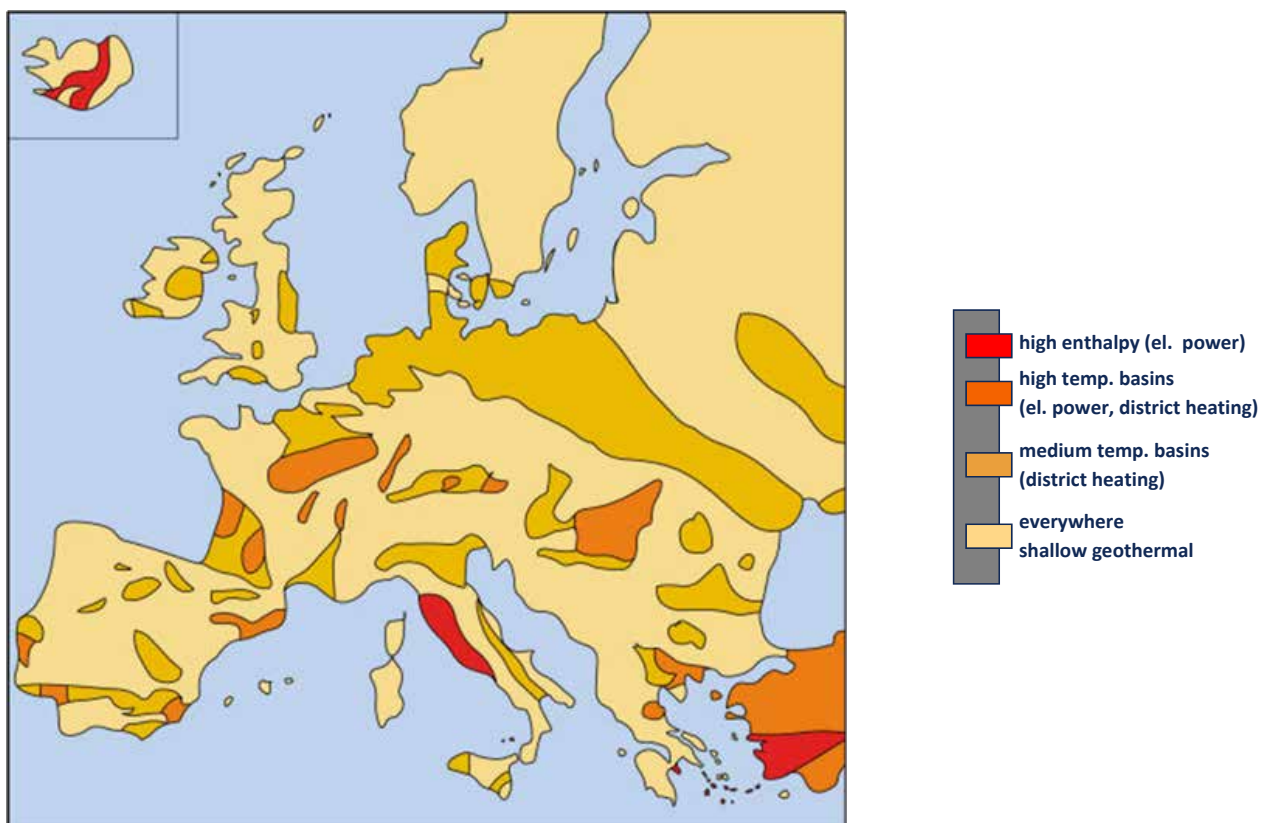 high enthalpy (el. power)
high temp. basins
(el. power, district heating)
medium temp. basins
(district heating)
everywhere
shallow geothermal